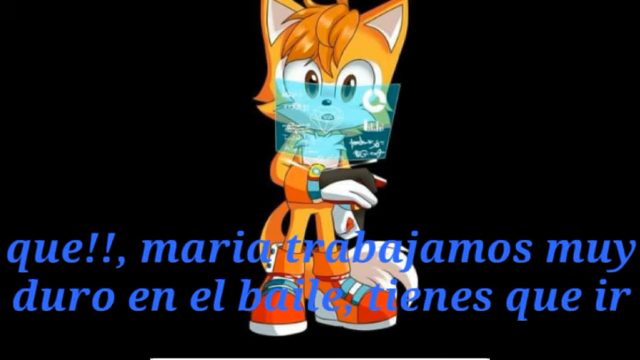 que!!, maria trabajamos muy
duro en el baile, tienes que ir